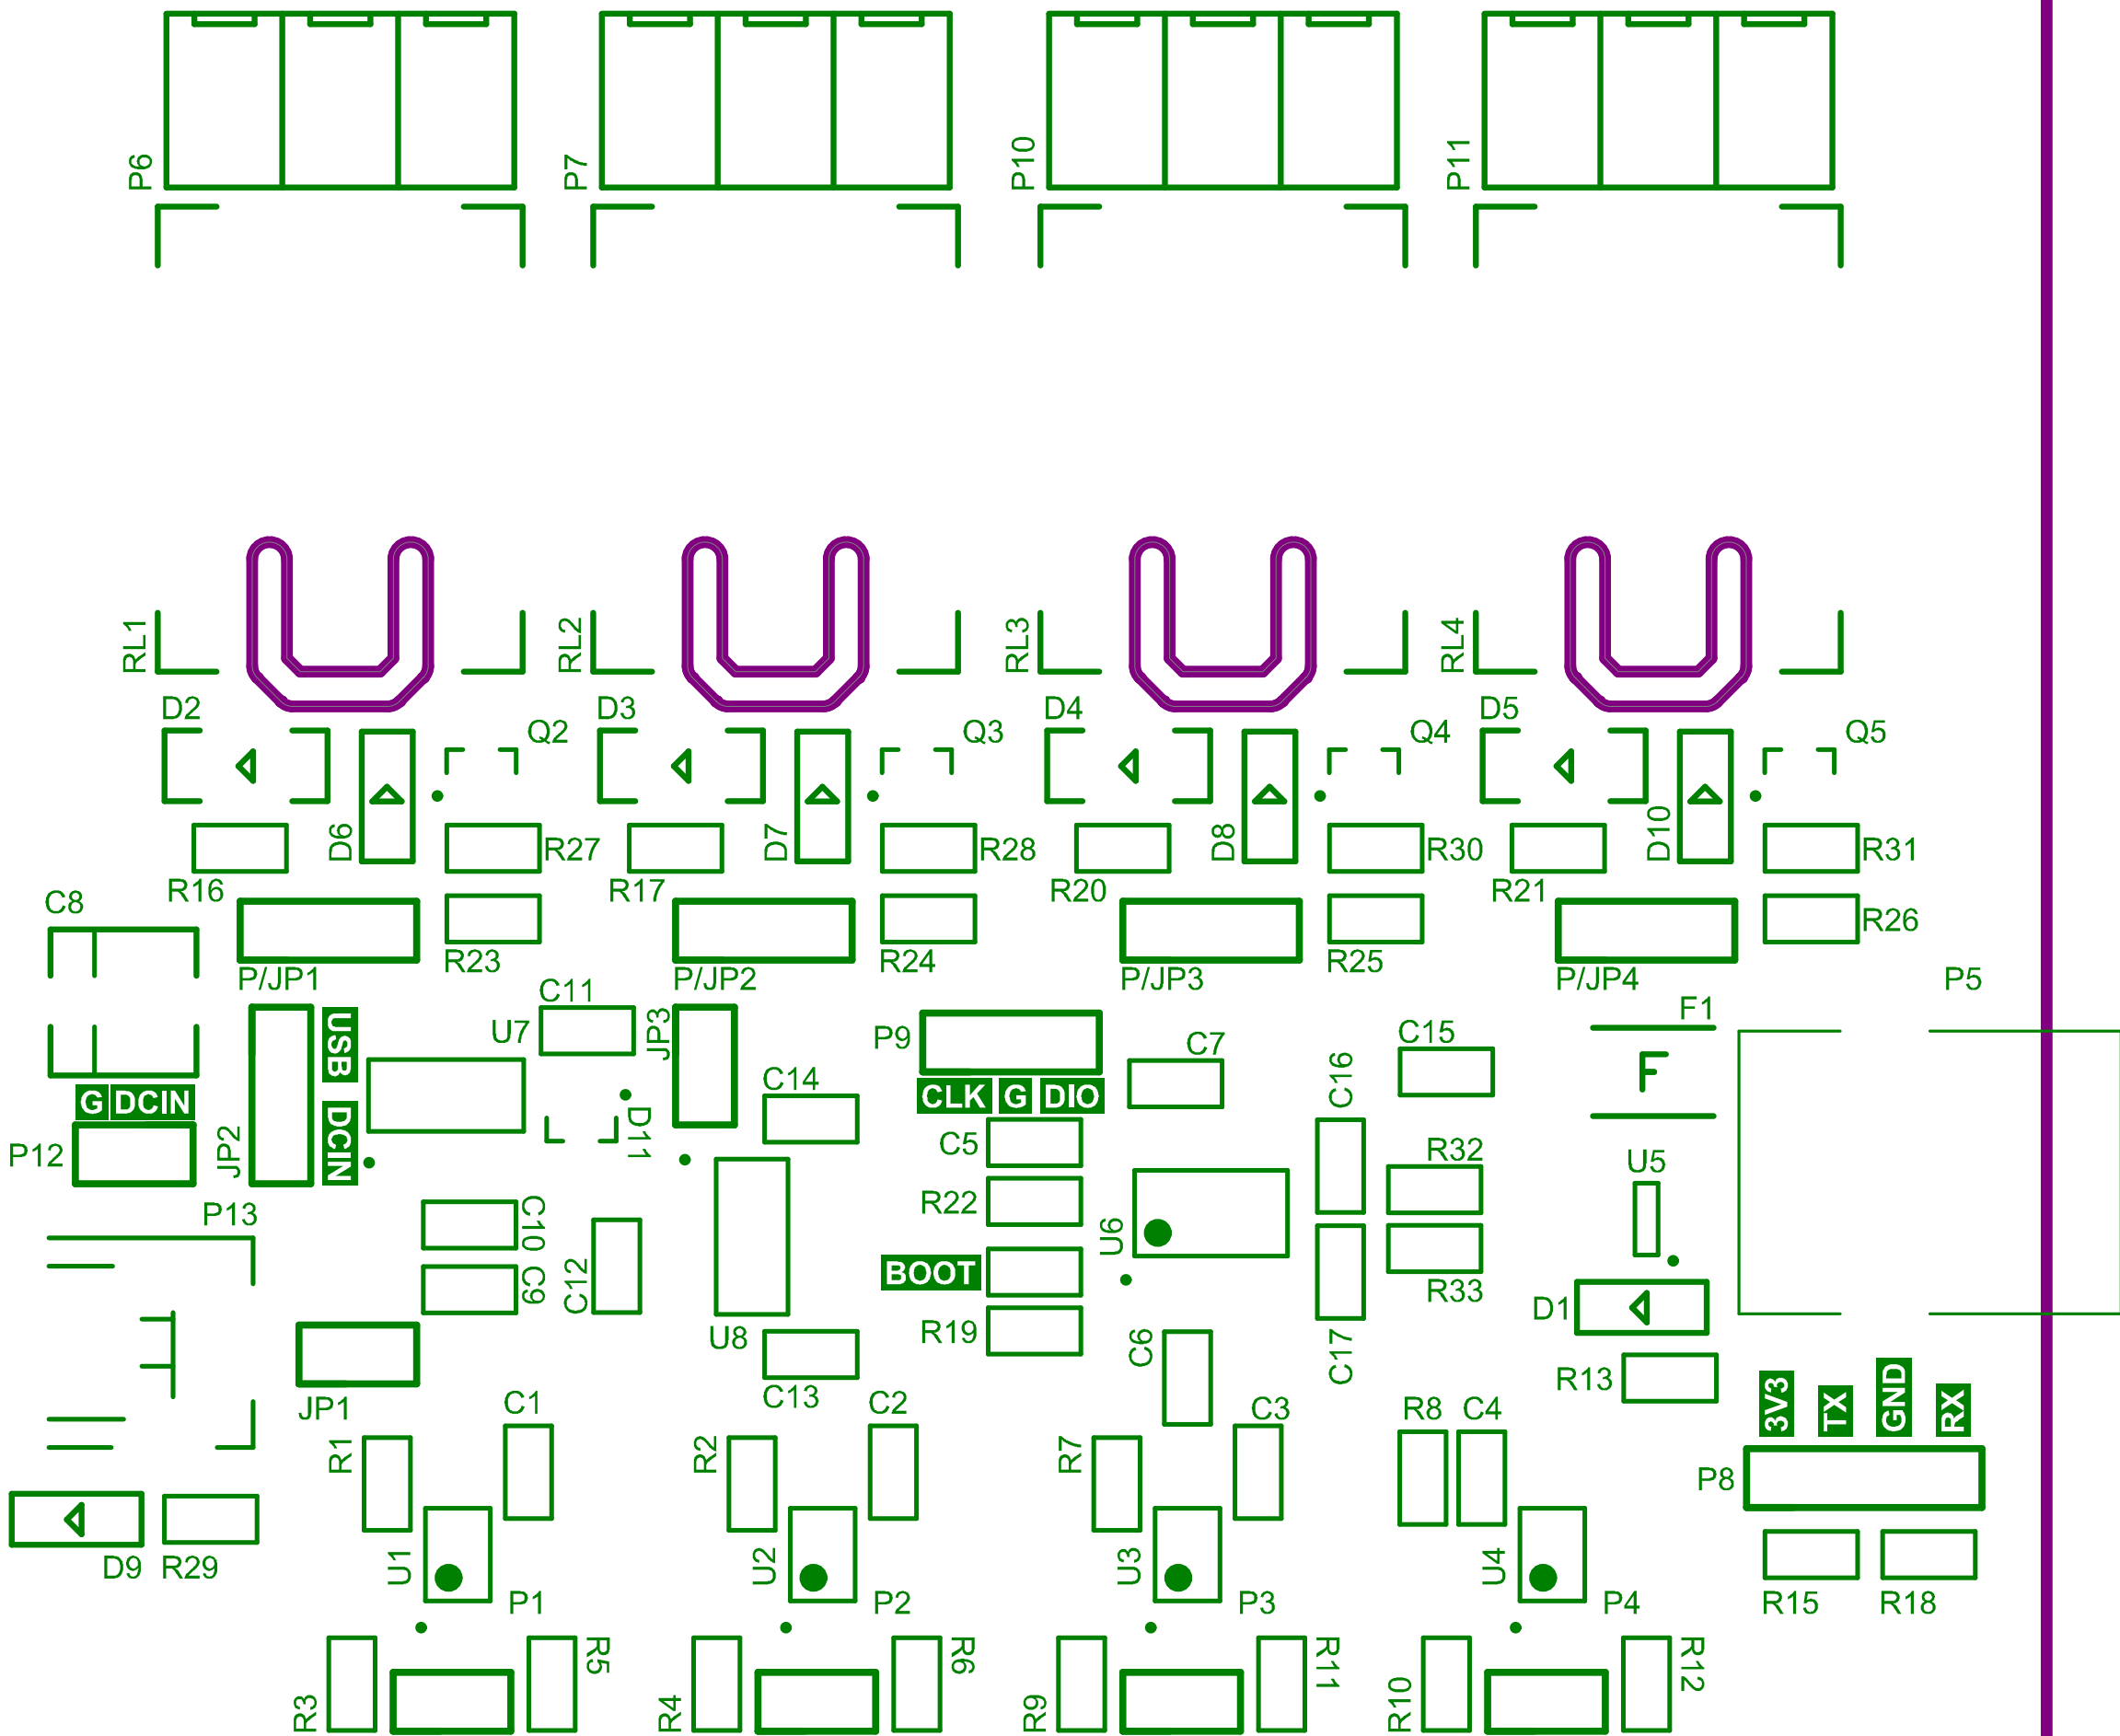 P6
P7
P10
P11
RL1
RL2
RL3
RL4
D2
D3
D4
D5
Q2
Q3
Q4
Q5
D6
D7
D8
D10
R27
R28
R30
R31
R16
R17
R20
R21
C8
R26
R23
R24
R25
P/JP1
P/JP2
P/JP3
P/JP4
P5
C11
F1
U7
JP3
P9
C7
C15
USB
F
C14
C16
G DCIN
CLK G DIO
D11
DCIN
P12
JP2
C5
R32
U5
P13
C10
R22
U6
C12
BOOT
C9
R33
D1
U8
R19
C6
C17
C13
R13
JP1
C1
C2
C3
R8
C4
3V3
TX
GND
RX
R1
R2
R7
P8
D9
R29
U1
U2
U3
U4
P1
P2
P3
P4
R15
R18
R3
R5
R4
R6
R9
R11
R10
R12